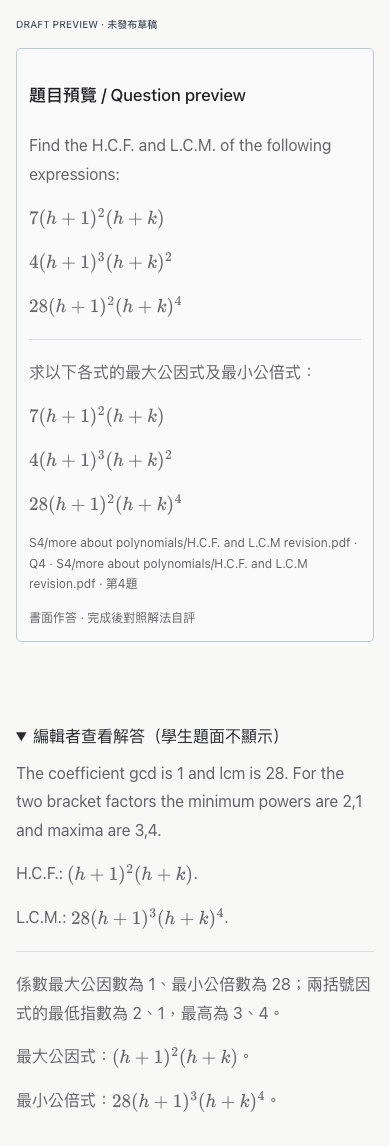 DRAFT PREVIEW · 未發布草稿
題目預覽 / Question preview
Find the H.C.F. and L.C.M. of the following
expressions:
7(h + 1)²(h + k)
4(h + 1)³(h + k)²
28(h + 1)²(h + k)⁴
求以下各式的最大公因式及最小公倍式：
7(h + 1)²(h + k)
4(h + 1)³(h + k)²
28(h + 1)²(h + k)⁴
S4/more about polynomials/H.C.F. and L.C.M revision.pdf ·
Q4 · S4/more about polynomials/H.C.F. and L.C.M
revision.pdf · 第4題
書面作答 · 完成後對照解法自評
▼ 編輯者查看解答（學生題面不顯示）
The coefficient gcd is 1 and lcm is 28. For the
two bracket factors the minimum powers are 2,1
and maxima are 3,4.
H.C.F.: (h + 1)²(h + k).
L.C.M.: 28(h + 1)³(h + k)⁴.
係數最大公因數為 1、最小公倍數為 28；兩括號因
式的最低指數為 2、1，最高為 3、4。
最大公因式：(h + 1)²(h + k)。
最小公倍式：28(h + 1)³(h + k)⁴。